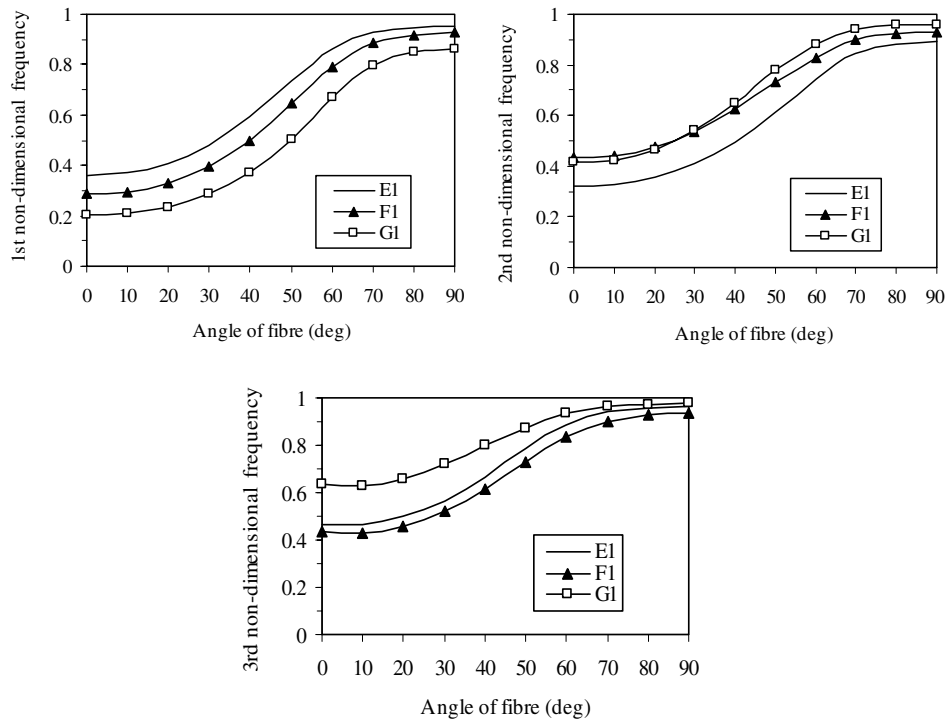 1st non-dimensional frequency
1
0.8
0.6
0.4
0.2
0
E1
F1
G1
0 10 20 30 40 50 60 70 80 90
Angle of fibre (deg)
2nd non-dimensional frequency
1
0.8
0.6
0.4
0.2
0
E1
F1
G1
0 10 20 30 40 50 60 70 80 90
Angle of fibre (deg)
3rd non-dimensional frequency
1
0.8
0.6
0.4
0.2
0
E1
F1
G1
0 10 20 30 40 50 60 70 80 90
Angle of fibre (deg)